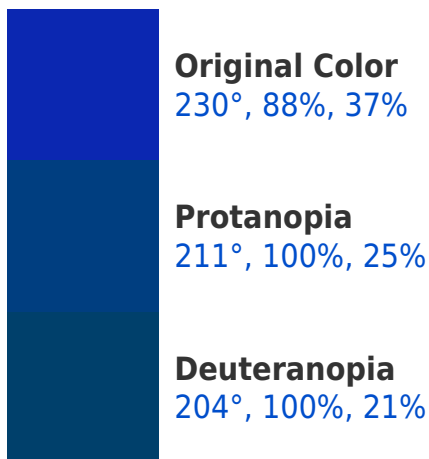 Original Color
230°, 88%, 37%
Protanopia
211°, 100%, 25%
Deuteranopia
204°, 100%, 21%